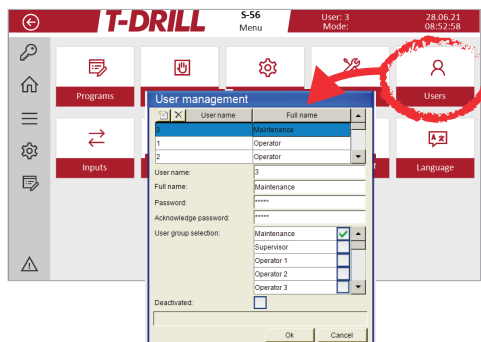 T-DRILL
S-56
Menu
User: 3
Mode:
28.06.21
08:52:58
Programs
Users
Inputs
Language
User management
User name
Full name
3 Maintenance
1 Operator
2 Operator
User name: 3
Full name: Maintenance
Password: *****
Acknowledge password: *****
User group selection: Maintenance
Supervisor
Operator 1
Operator 2
Operator 3
Deactivated:
Ok
Cancel